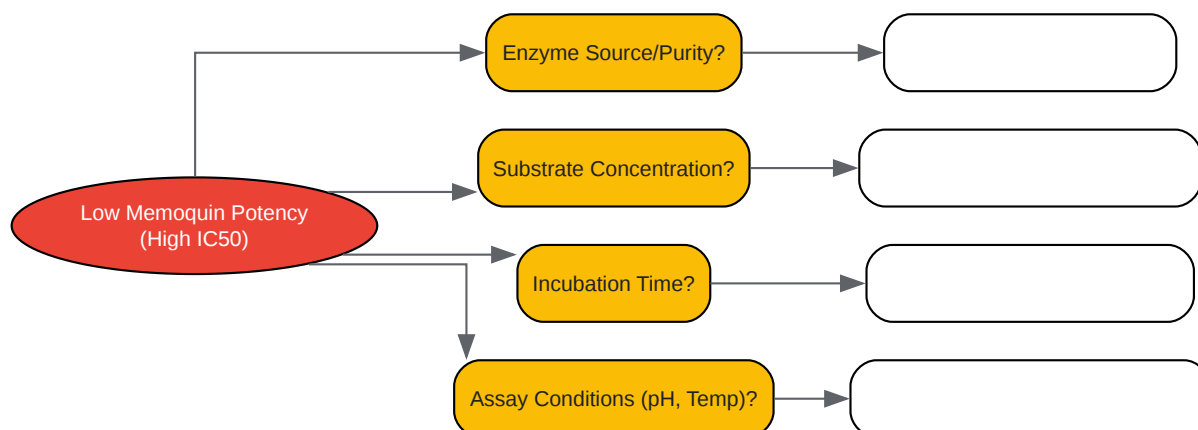 Enzyme Source/Purity?
Substrate Concentration?
Low Memoquin Potency
(High IC50)
Incubation Time?
Assay Conditions (pH, Temp)?